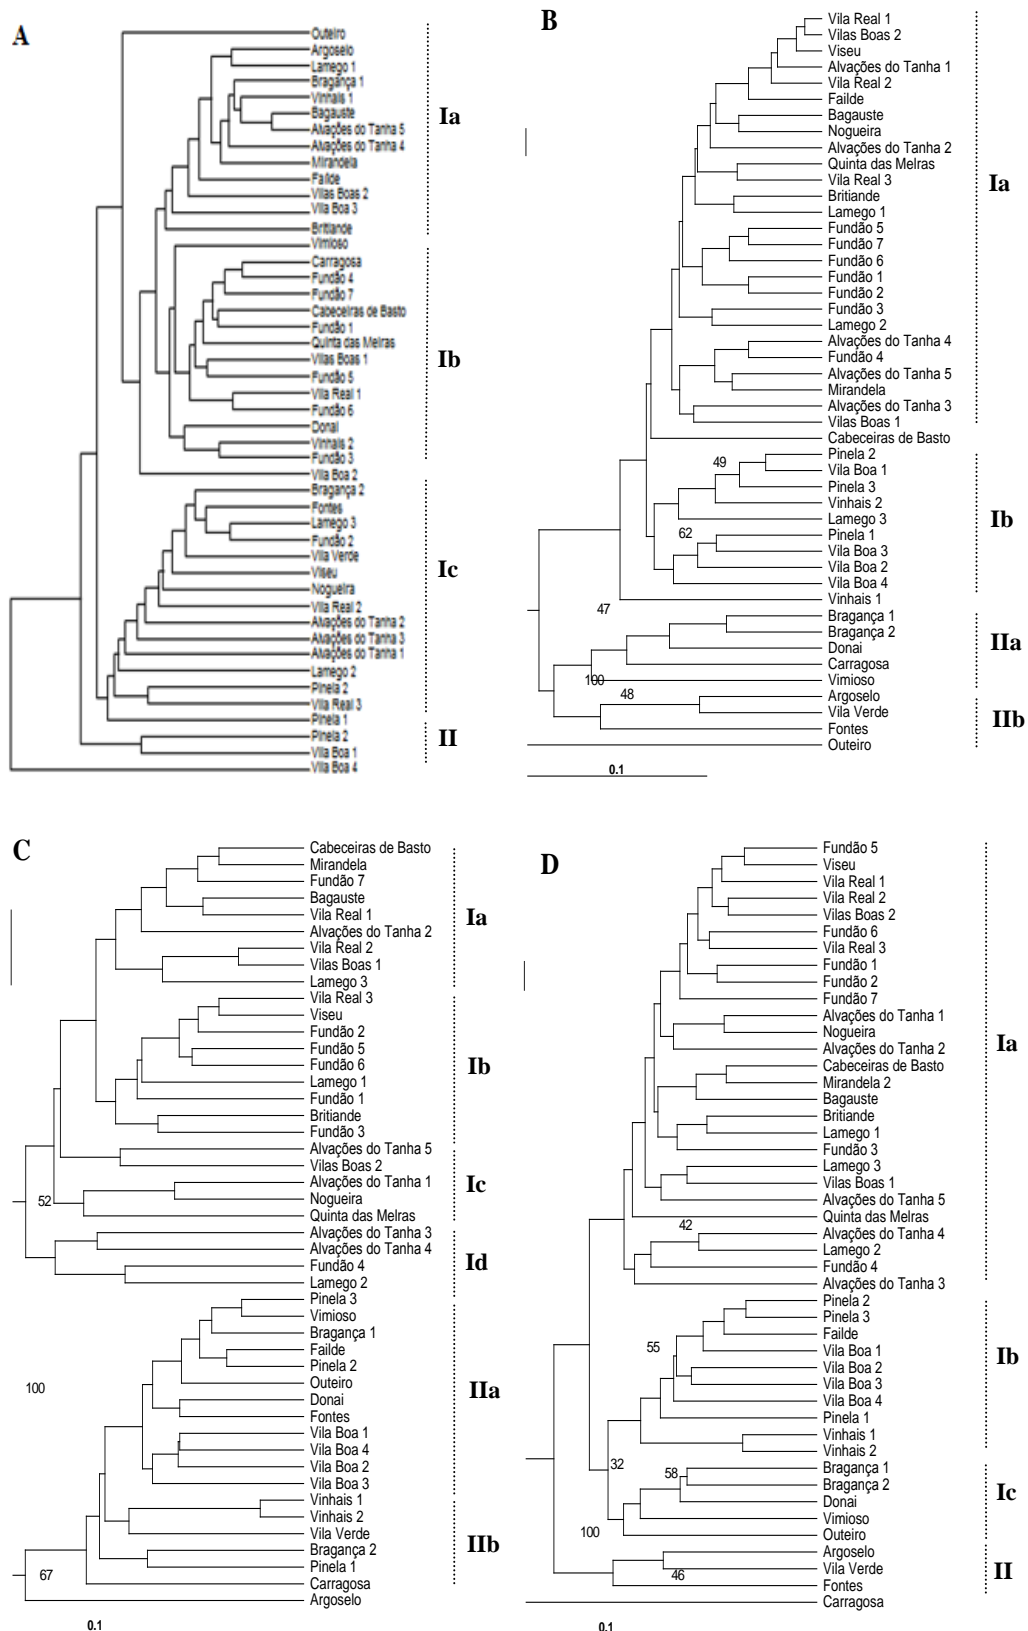 A
Outeiro
Argoselo
Lamego 1
Bragança 1
Vinhais 1
Bagauste
Alvações do Tanha 5
Alvações do Tanha 4
Mirandela
Failde
Vilas Boas 2
Vila Boa 3
Britiande
Vimioso
Carragosa
Fundão 4
Fundão 7
Cabeceiras de Basto
Fundão 1
Quinta das Melras
Vilas Boas 1
Fundão 5
Vila Real 1
Fundão 6
Donai
Vinhais 2
Fundão 3
Vila Boa 2
Bragança 2
Fontes
Lamego 3
Fundão 2
Vila Verde
Viseu
Nogueira
Vila Real 2
Alvações do Tanha 2
Alvações do Tanha 3
Alvações do Tanha 1
Lamego 2
Pinela 2
Vila Real 3
Pinela 1
Pinela 2
Vila Boa 1
Vila Boa 4
Ia
Ib
Ic
II
B
Vila Real 1
Vilas Boas 2
Viseu
Alvações do Tanha 1
Vila Real 2
Failde
Bagauste
Nogueira
Alvações do Tanha 2
Quinta das Melras
Vila Real 3
Britiande
Lamego 1
Fundão 5
Fundão 7
Fundão 6
Fundão 1
Fundão 2
Fundão 3
Lamego 2
Alvações do Tanha 4
Fundão 4
Alvações do Tanha 5
Mirandela
Alvações do Tanha 3
Vilas Boas 1
Cabeceiras de Basto
Pinela 2
49
Vila Boa 1
Pinela 3
Vinhais 2
Lamego 3
62
Pinela 1
Vila Boa 3
Vila Boa 2
Vila Boa 4
Vinhais 1
47
Bragança 1
Bragança 2
Donai
Carragosa
100
Vimioso
48
Argoselo
Vila Verde
Fontes
Outeiro
0.1
Ia
Ib
IIa
IIb
C
Cabeceiras de Basto
Mirandela
Fundão 7
Bagauste
Vila Real 1
Alvações do Tanha 2
Vila Real 2
Vilas Boas 1
Lamego 3
Vila Real 3
Viseu
Fundão 2
Fundão 5
Fundão 6
Lamego 1
Fundão 1
Britiande
Fundão 3
Alvações do Tanha 5
Vilas Boas 2
Alvações do Tanha 1
52
Nogueira
Quinta das Melras
Alvações do Tanha 3
Alvações do Tanha 4
Fundão 4
Lamego 2
Pinela 3
Vimioso
Bragança 1
Failde
Pinela 2
Outeiro
100
Donai
Fontes
Vila Boa 1
Vila Boa 4
Vila Boa 2
Vila Boa 3
Vinhais 1
Vinhais 2
Vila Verde
Bragança 2
Pinela 1
67
Carragosa
Argoselo
0.1
Ia
Ib
Ic
Id
IIa
IIb
D
Fundão 5
Viseu
Vila Real 1
Vila Real 2
Vilas Boas 2
Fundão 6
Vila Real 3
Fundão 1
Fundão 2
Fundão 7
Alvações do Tanha 1
Nogueira
Alvações do Tanha 2
Cabeceiras de Basto
Mirandela 2
Bagauste
Britiande
Lamego 1
Fundão 3
Lamego 3
Vilas Boas 1
Alvações do Tanha 5
Quinta das Melras
42
Alvações do Tanha 4
Lamego 2
Fundão 4
Alvações do Tanha 3
Pinela 2
Pinela 3
Failde
55
Vila Boa 1
Vila Boa 2
Vila Boa 3
Vila Boa 4
Pinela 1
Vinhais 1
Vinhais 2
32
58
Bragança 1
Bragança 2
Donai
Vimioso
100
Outeiro
Argoselo
Vila Verde
46
Fontes
Carragosa
0.1
Ia
Ib
Ic
II